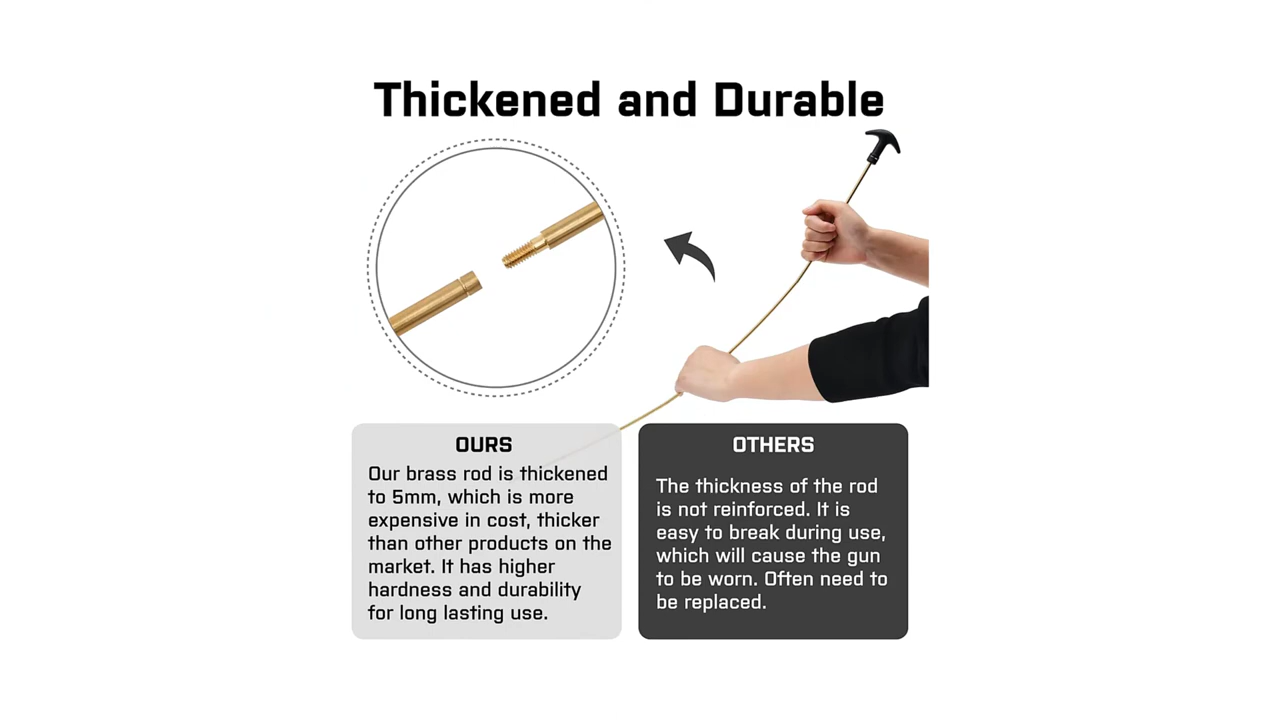 Thickened and Durable
OURS
Our brass rod is thickened
to 5mm, which is more
expensive in cost, thicker
than other products on the
market. It has higher
hardness and durability
for long lasting use.
OTHERS
The thickness of the rod
is not reinforced. It is
easy to break during use,
which will cause the gun
to be worn. Often need to
be replaced.